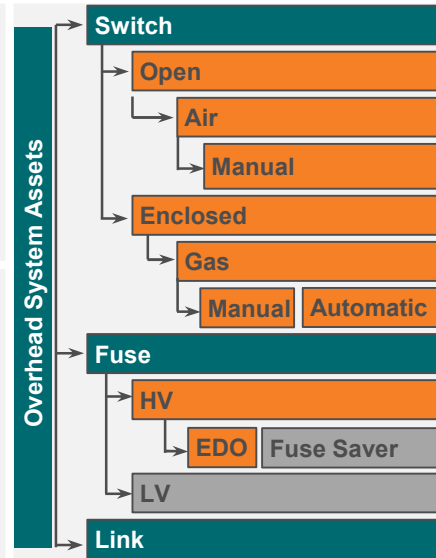 Overhead System Assets
Switch
Open
Air
Manual
Enclosed
Gas
Manual Automatic
Fuse
HV
EDO Fuse Saver
LV
Link